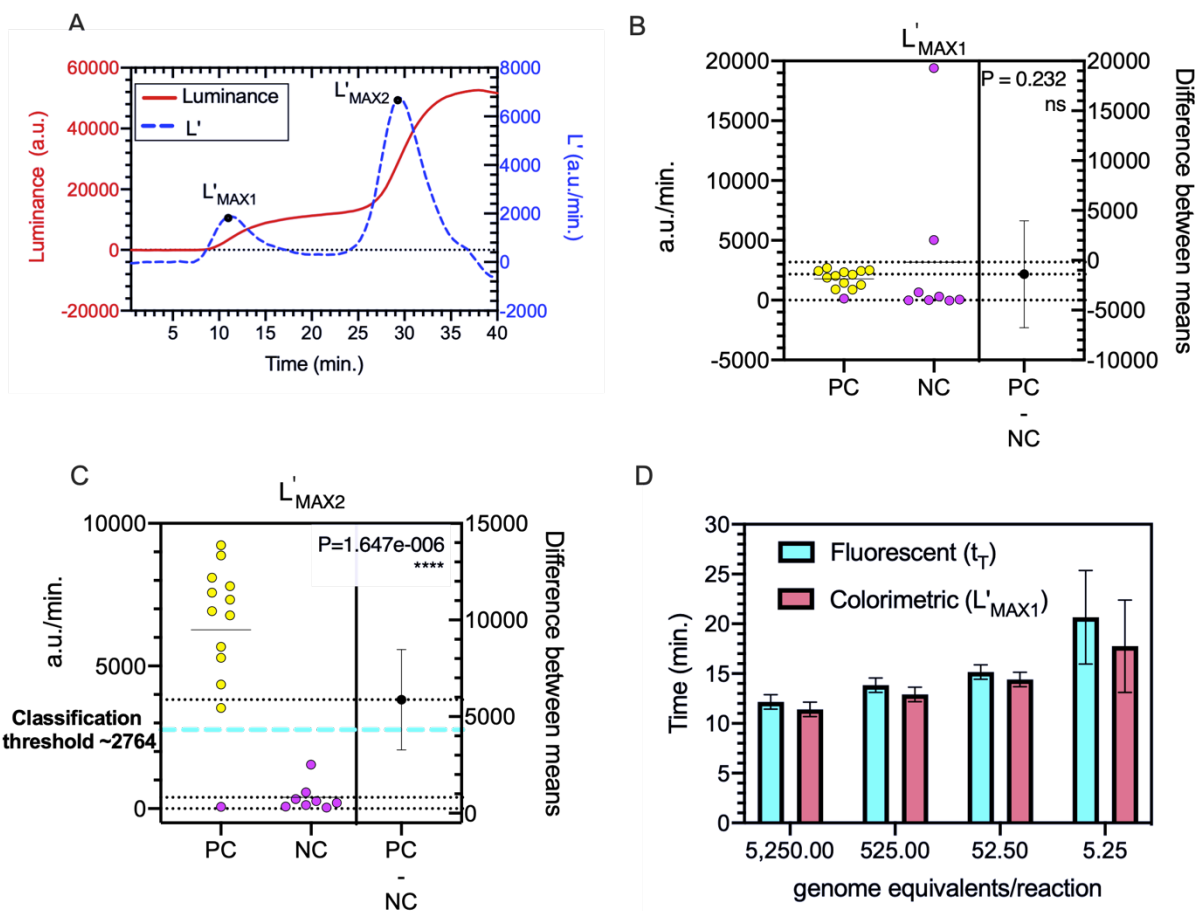 A
60000
40000
20000
0
-20000
Luminance (a.u.)
Luminance
L'
L'MAX1
L'MAX2
8000
6000
4000
2000
0
-2000
L' (a.u./min.)
5 10 15 20 25 30 35 40
Time (min.)
B
L'MAX1
20000
15000
10000
5000
0
-5000
a.u./min.
P = 0.232
ns
20000
15000
10000
5000
0
-5000
-10000
Difference between means
PC NC PC
-
NC
C
L'MAX2
10000
5000
0
a.u./min.
Classification
threshold ~2764
P=1.647e-006
****
15000
10000
5000
0
Difference between means
PC NC PC
-
NC
D
30
25
20
15
10
5
0
Time (min.)
Fluorescent (tT)
Colorimetric (L'MAX1)
5,250.00 525.00 52.50 5.25
genome equivalents/reaction